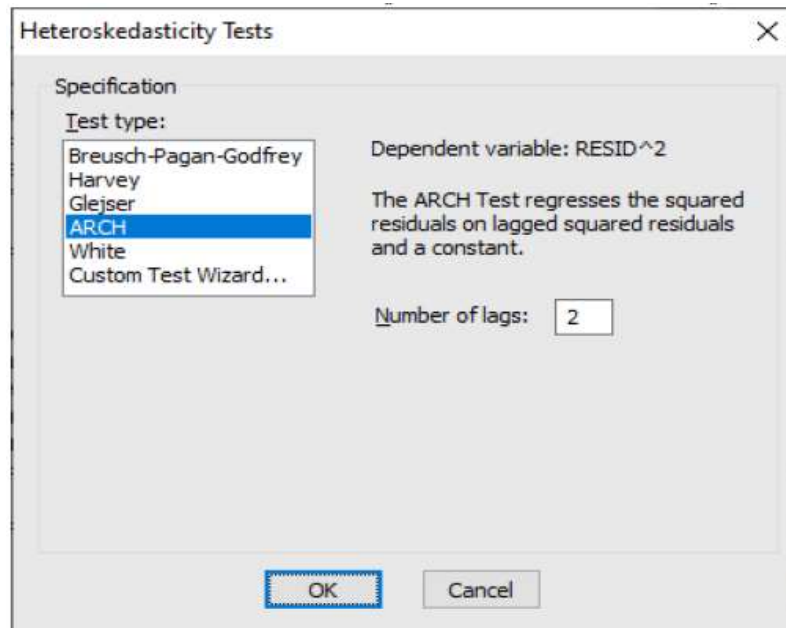 Heteroskedasticity Tests
Specification
Test type:
Breusch-Pagan-Godfrey
Harvey
Glejser
ARCH
White
Custom Test Wizard...
Dependent variable: RESID^2
The ARCH Test regresses the squared
residuals on lagged squared residuals
and a constant.
Number of lags: 2
OK Cancel